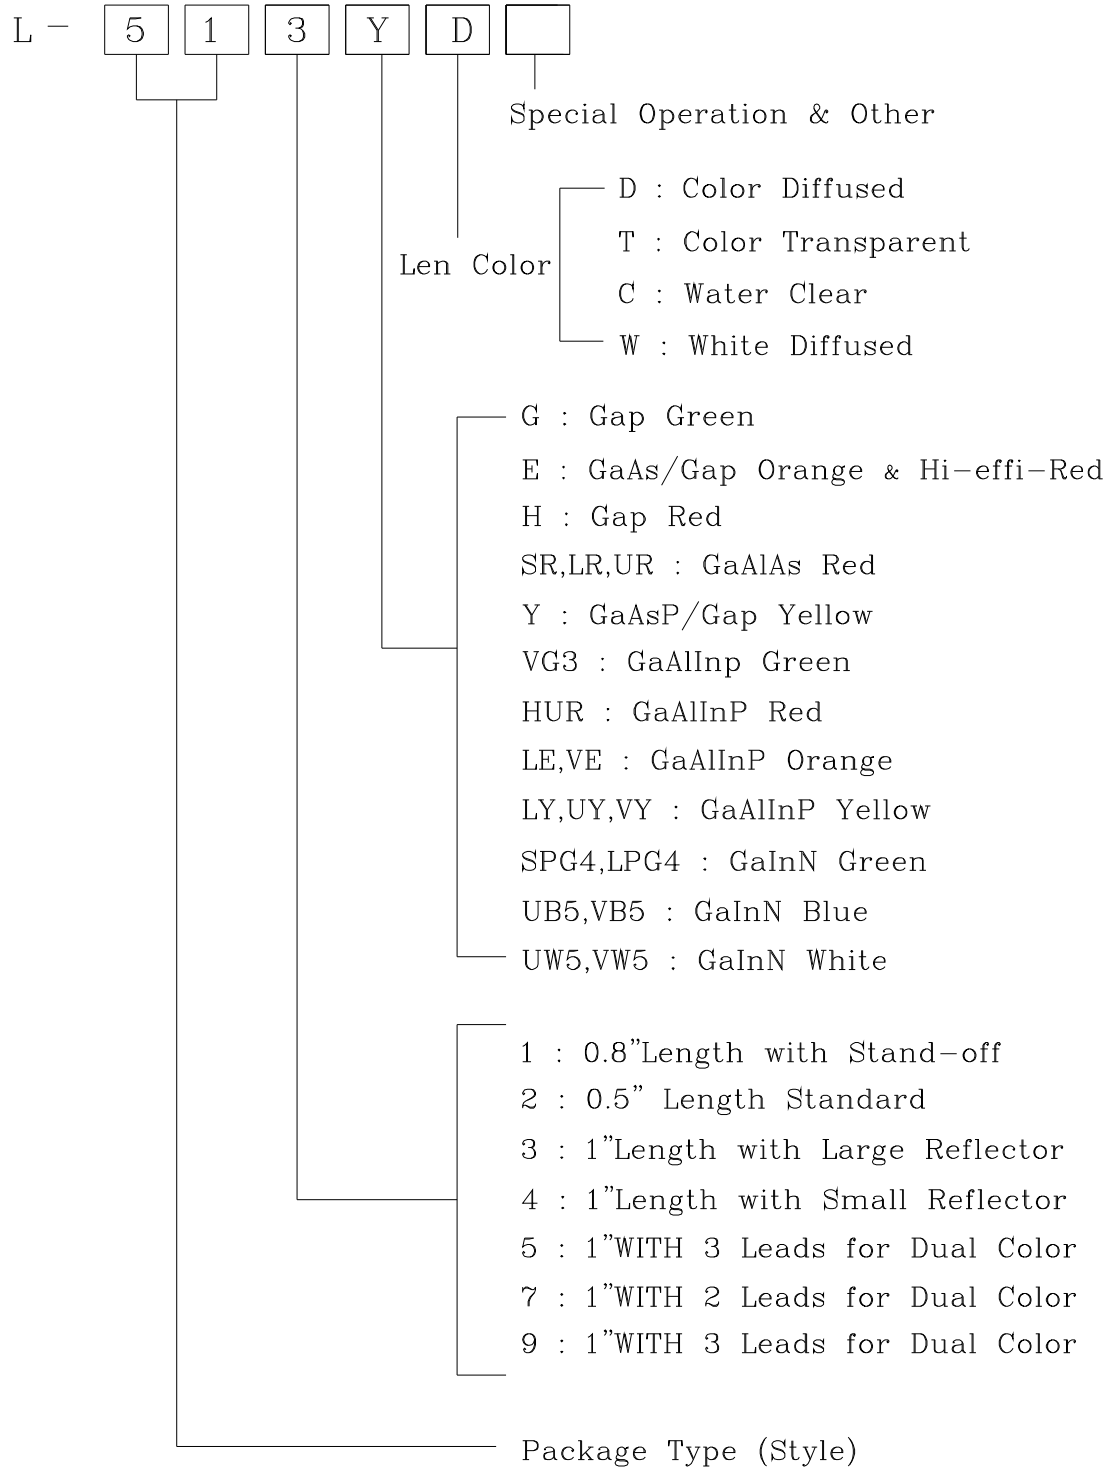 L- 5 1 3 Y D
Special Operation & Other
D : Color Diffused
T : Color Transparent
Len Color
C : Water Clear
W : White Diffused
G : Gap Green
E : GaAs/Gap Orange & Hi-effi-Red
H : Gap Red
SR,LR,UR : GaAlAs Red
Y : GaAsP/Gap Yellow
VG3 : GaAlInp Green
HUR : GaAlInP Red
LE,VE : GaAlInP Orange
LY,UY,VY : GaAlInP Yellow
SPG4,LPG4 : GaInN Green
UB5,VB5 : GaInN Blue
UW5,VW5 : GaInN White
1 : 0.8”Length with Stand-off
2 : 0.5” Length Standard
3 : 1”Length with Large Reflector
4 : 1”Length with Small Reflector
5 : 1”WITH 3 Leads for Dual Color
7 : 1”WITH 2 Leads for Dual Color
9 : 1”WITH 3 Leads for Dual Color
Package Type (Style)